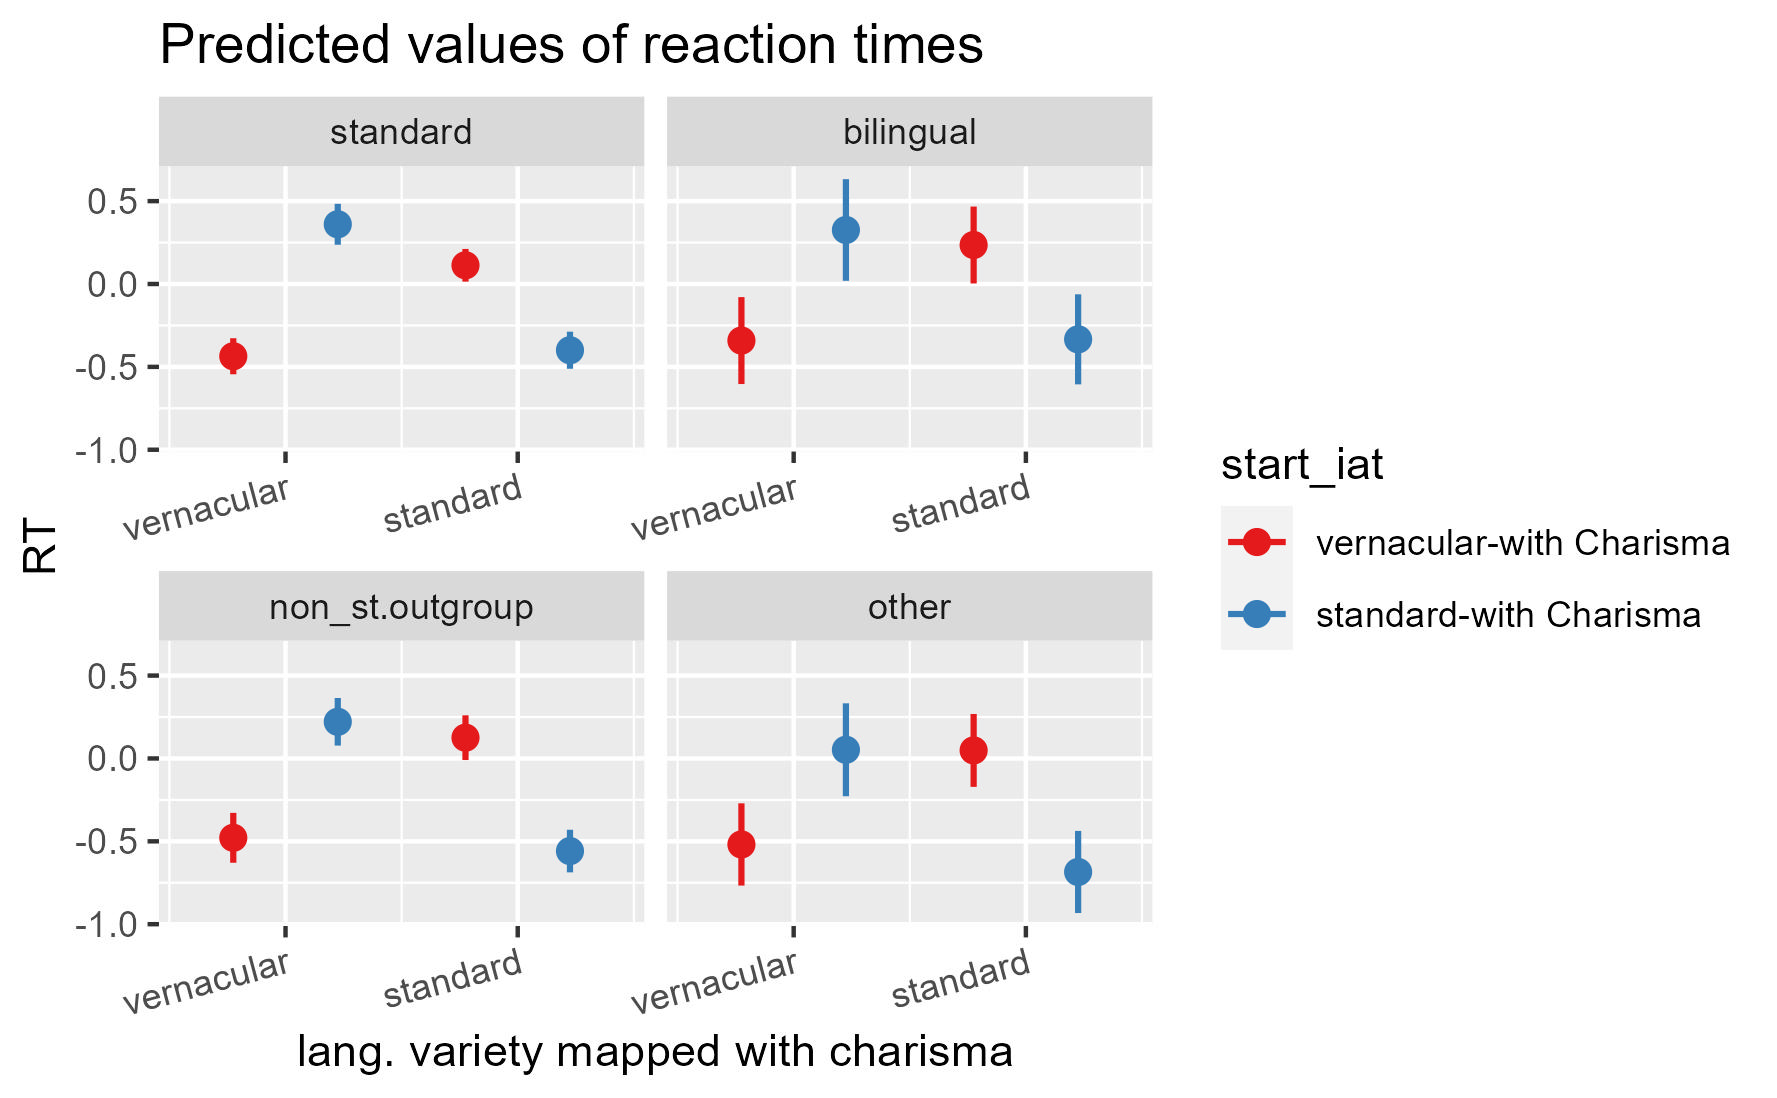 Predicted values of reaction times
standard
bilingual
0.5
0.0
-0.5
-1.0
vernacular
standard
vernacular
standard
non_st.outgroup
other
0.5
0.0
-0.5
-1.0
vernacular
standard
vernacular
standard
RT
lang. variety mapped with charisma
start_iat
vernacular-with Charisma
standard-with Charisma